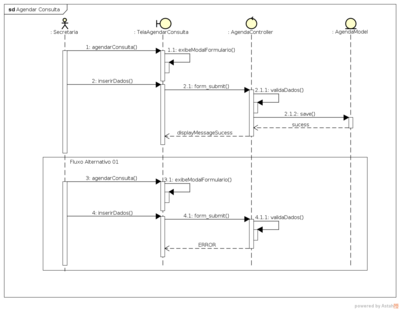 sd Agendar Consulta
: Secretaria
: TelaAgendarConsulta
: AgendaController
: AgendaModel
1: agendarConsulta()
1.1: exibeModalFormulario()
2: inserirDados()
2.1: form_submit()
2.1.1: validaDados()
2.1.2: save()
sucess
displayMessageSucess
Fluxo Alternativo 01
3: agendarConsulta()
3.1: exibeModalFormulario()
4: inserirDados()
4.1: form_submit()
4.1.1: validaDados()
ERROR
powered by Astah